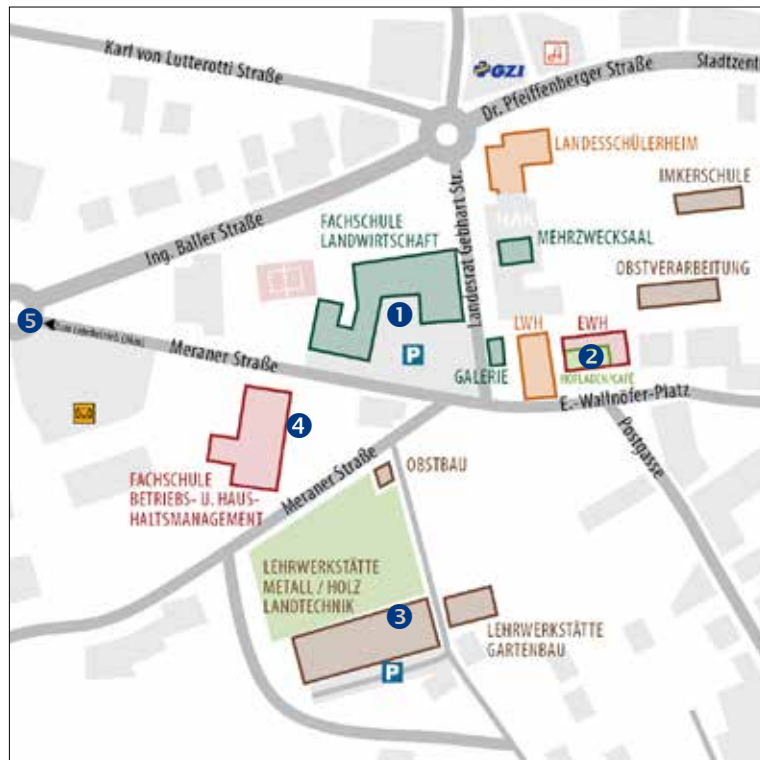 Karl von Lutterotti Straße
GZI
Dr. Pfeiffenberger Straße
Stadtzent
LANDESSCHÜLERHEIM
IMKERSCHULE
Ing. Baller Straße
FACHSCHULE
LANDWIRTSCHAFT
Landesrat Gebhart Str.
HAK
MEHRZWECKSAAL
OBSTVERARBEITUNG
1
P
GALERIE
LWH
EWH
2
HOFLADEN/CAFÉ
5
Meraner Straße
E.-Wallnöfer-Platz
Postgasse
4
FACHSCHULE
BETRIEBS- U. HAUS-
HALTSMANAGEMENT
Meraner Straße
OBSTBAU
LEHRWERKSTÄTTE
METALL / HOLZ
LANDTECHNIK
3
LEHRWERKSTÄTTE
GARTENBAU
P